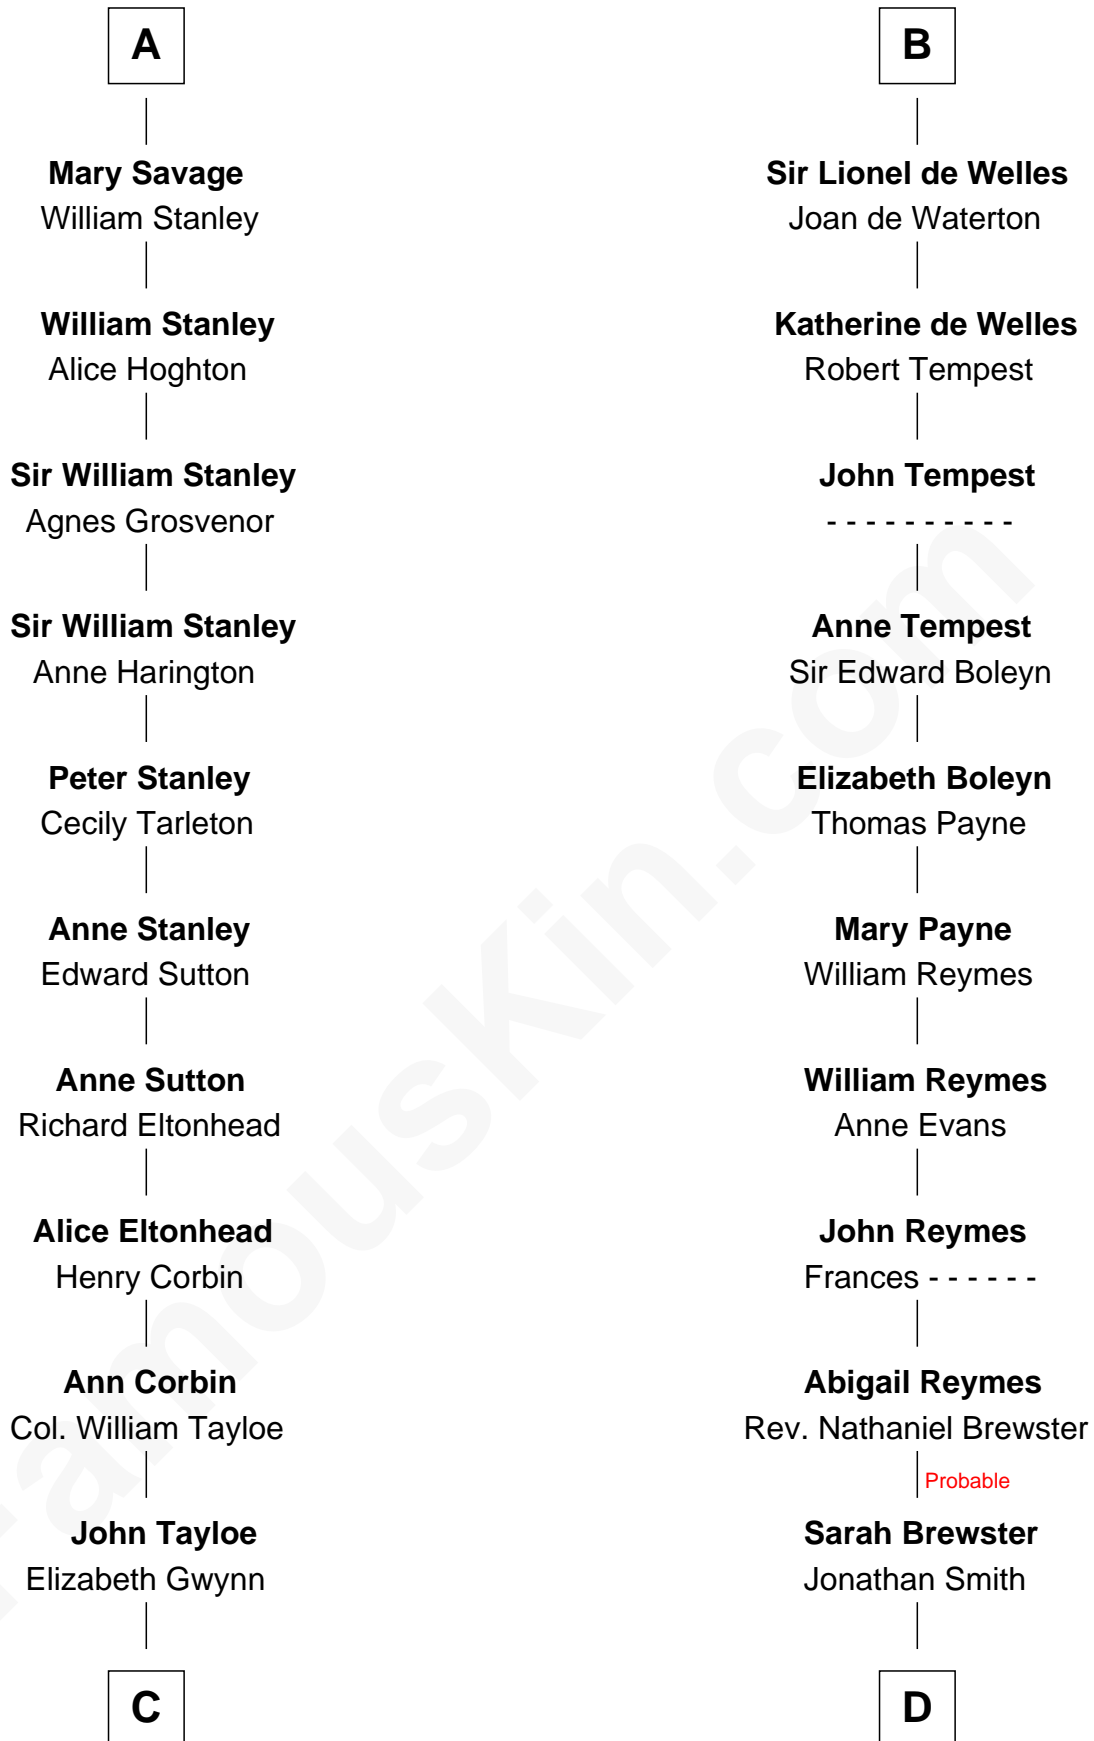 A
Mary Savage
William Stanley
William Stanley
Alice Hoghton
Sir William Stanley
Agnes Grosvenor
Sir William Stanley
Anne Harington
Peter Stanley
Cecily Tarleton
Anne Stanley
Edward Sutton
Anne Sutton
Richard Eltonhead
Alice Eltonhead
Henry Corbin
Ann Corbin
Col. William Tayloe
John Tayloe
Elizabeth Gwynn
C
B
Sir Lionel de Welles
Joan de Waterton
Katherine de Welles
Robert Tempest
John Tempest
- - - - - - - - - -
Anne Tempest
Sir Edward Boleyn
Elizabeth Boleyn
Thomas Payne
Mary Payne
William Reymes
William Reymes
Anne Evans
John Reymes
Frances - - - - - -
Abigail Reymes
Rev. Nathaniel Brewster
Probable
Sarah Brewster
Jonathan Smith
D
FamousKin.com